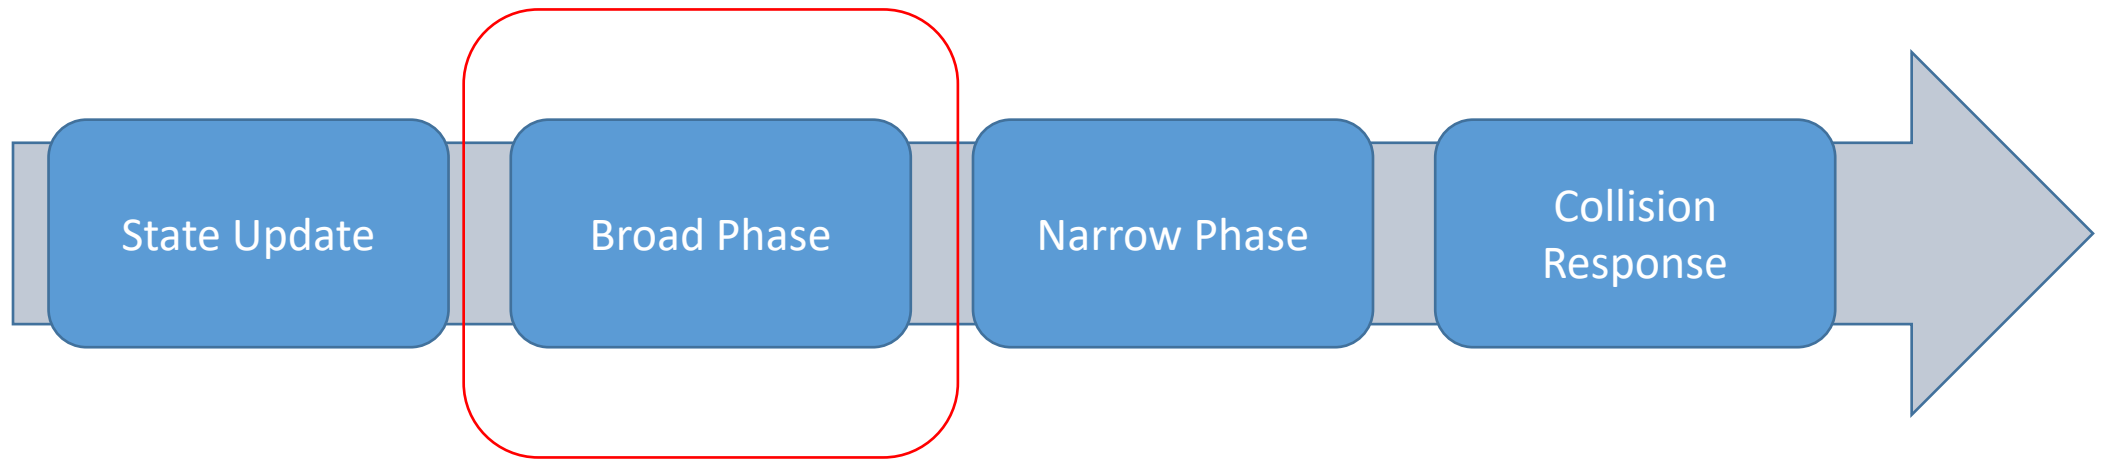 State Update
Broad Phase
Narrow Phase
Collision
Response